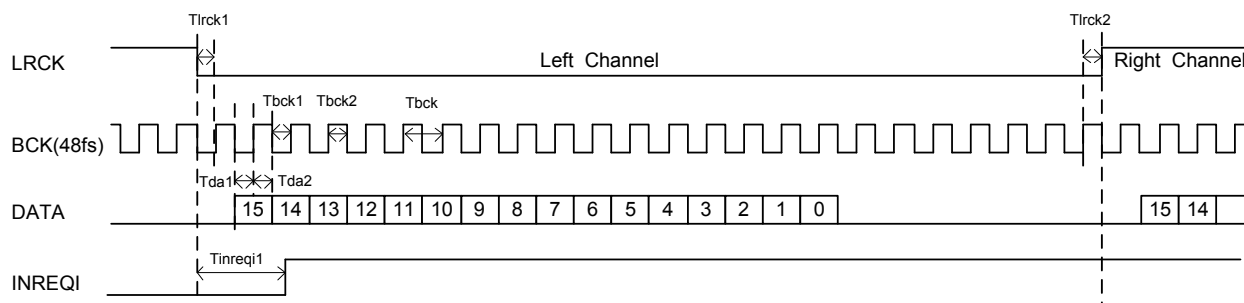 Tlrck1
Tlrck2
LRCK
Left Channel
Right Channel
Tbck1
Tbck2
Tbck
BCK(48fs)
Tda1
Tda2
DATA
15 14 13 12 11 10 9 8 7 6 5 4 3 2 1 0
15 14
Tinreqi1
INREQI